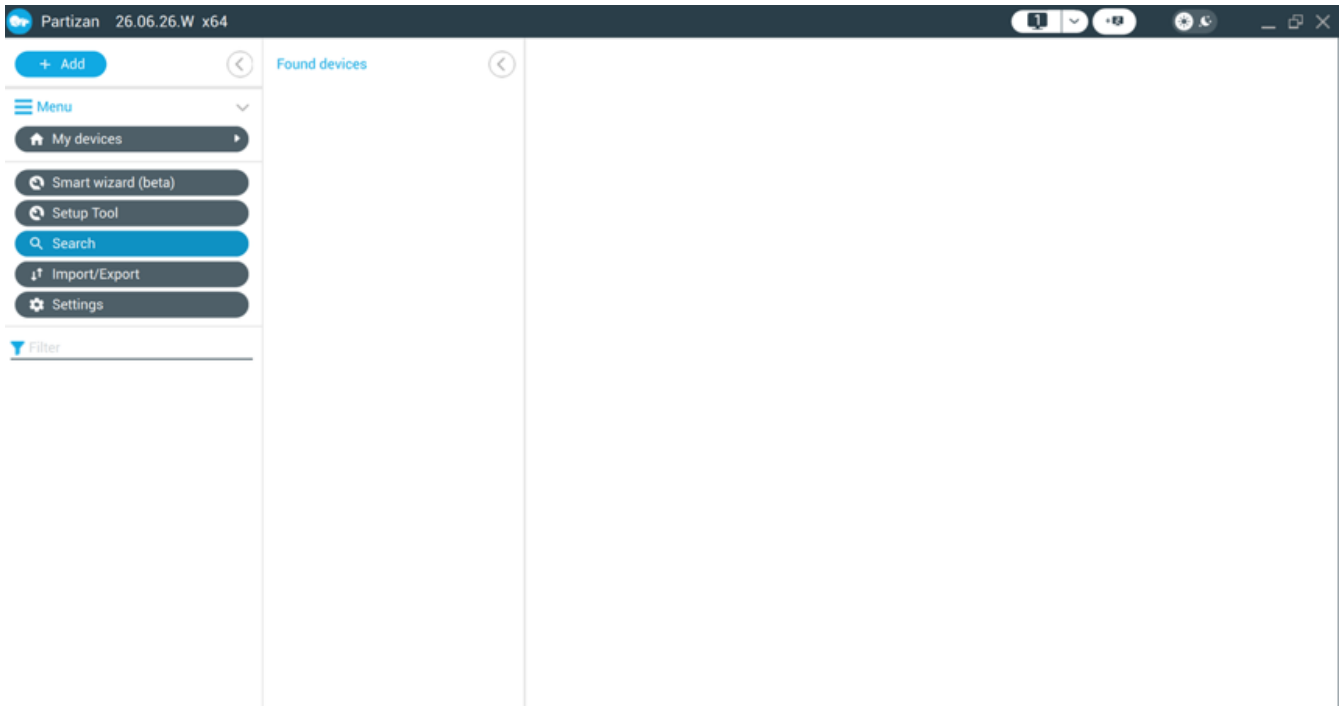 Partizan 26.06.26.W x64
1
+ Add
Found devices
Menu
My devices
Smart wizard (beta)
Setup Tool
Search
Import/Export
Settings
Filter